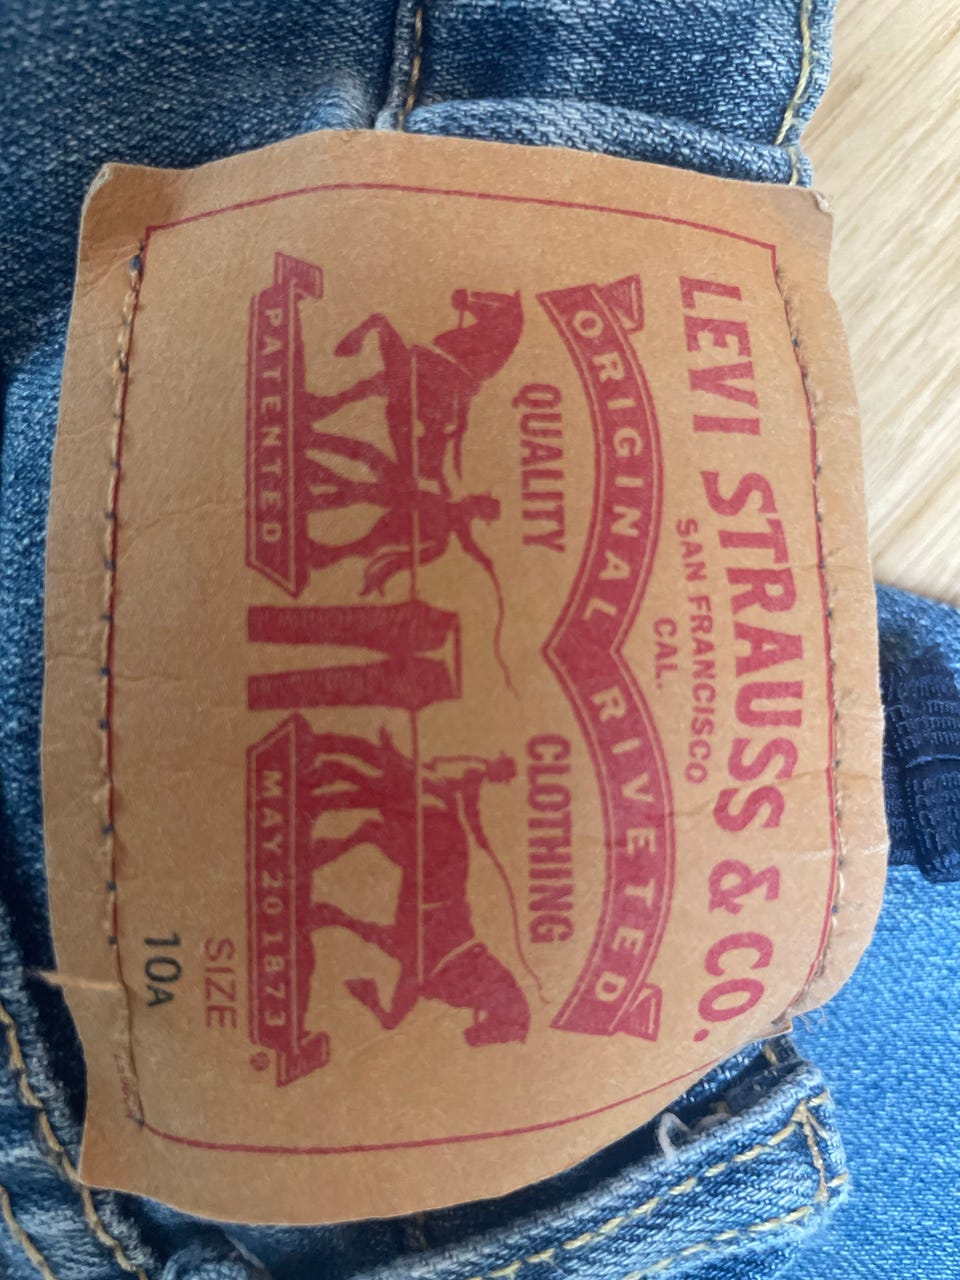 LEVI STRAUSS & CO.
SAN FRANCISCO
CAL.
ORIGINAL RIVETED
QUALITY CLOTHING
PATENTED MAY 20 1873
®
SIZE
10A